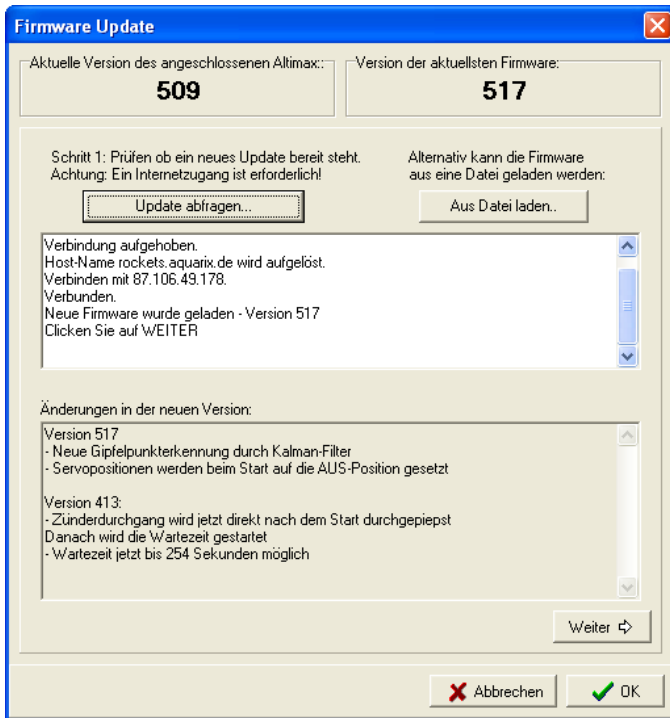 Firmware Update
Aktuelle Version des angeschlossenen Altimax::
509
Version der aktuellsten Firmware:
517
Schritt 1: Prüfen ob ein neues Update bereit steht.
Achtung: Ein Internetzugang ist erforderlich!
Update abfragen...
Alternativ kann die Firmware
aus eine Datei geladen werden:
Aus Datei laden..
Verbindung aufgehoben.
Host-Name rockets.aquarix.de wird aufgelöst.
Verbinden mit 87.106.49.178.
Verbunden.
Neue Firmware wurde geladen - Version 517
Clicken Sie auf WEITER
Änderungen in der neuen Version:
Version 517
- Neue Gipfelpunkterkennung durch Kalman-Filter
- Servopositionen werden beim Start auf die AUS-Position gesetzt
Version 413:
- Zünderdurchgang wird jetzt direkt nach dem Start durchgepiepst
Danach wird die Wartezeit gestartet
- Wartezeit jetzt bis 254 Sekunden möglich
Weiter
Abbrechen
OK